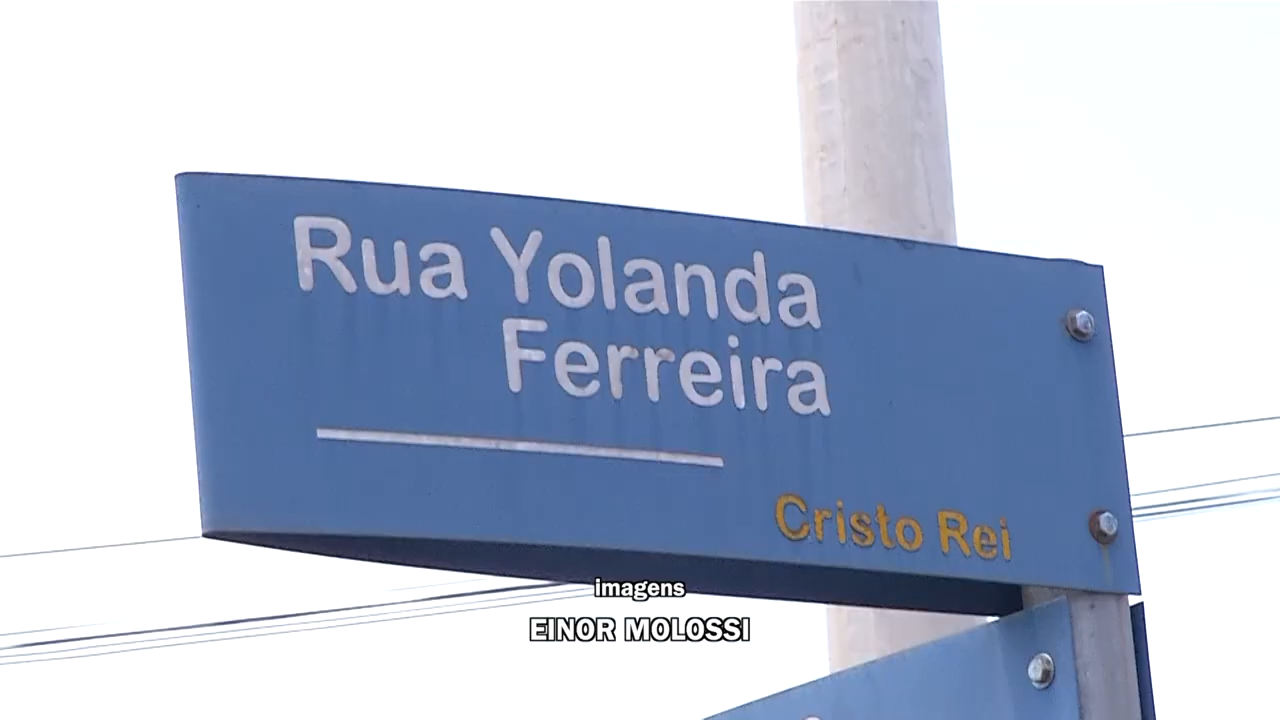 Rua Yolanda
Ferreira
Cristo Rei
imagens
EINOR MOLOSSI